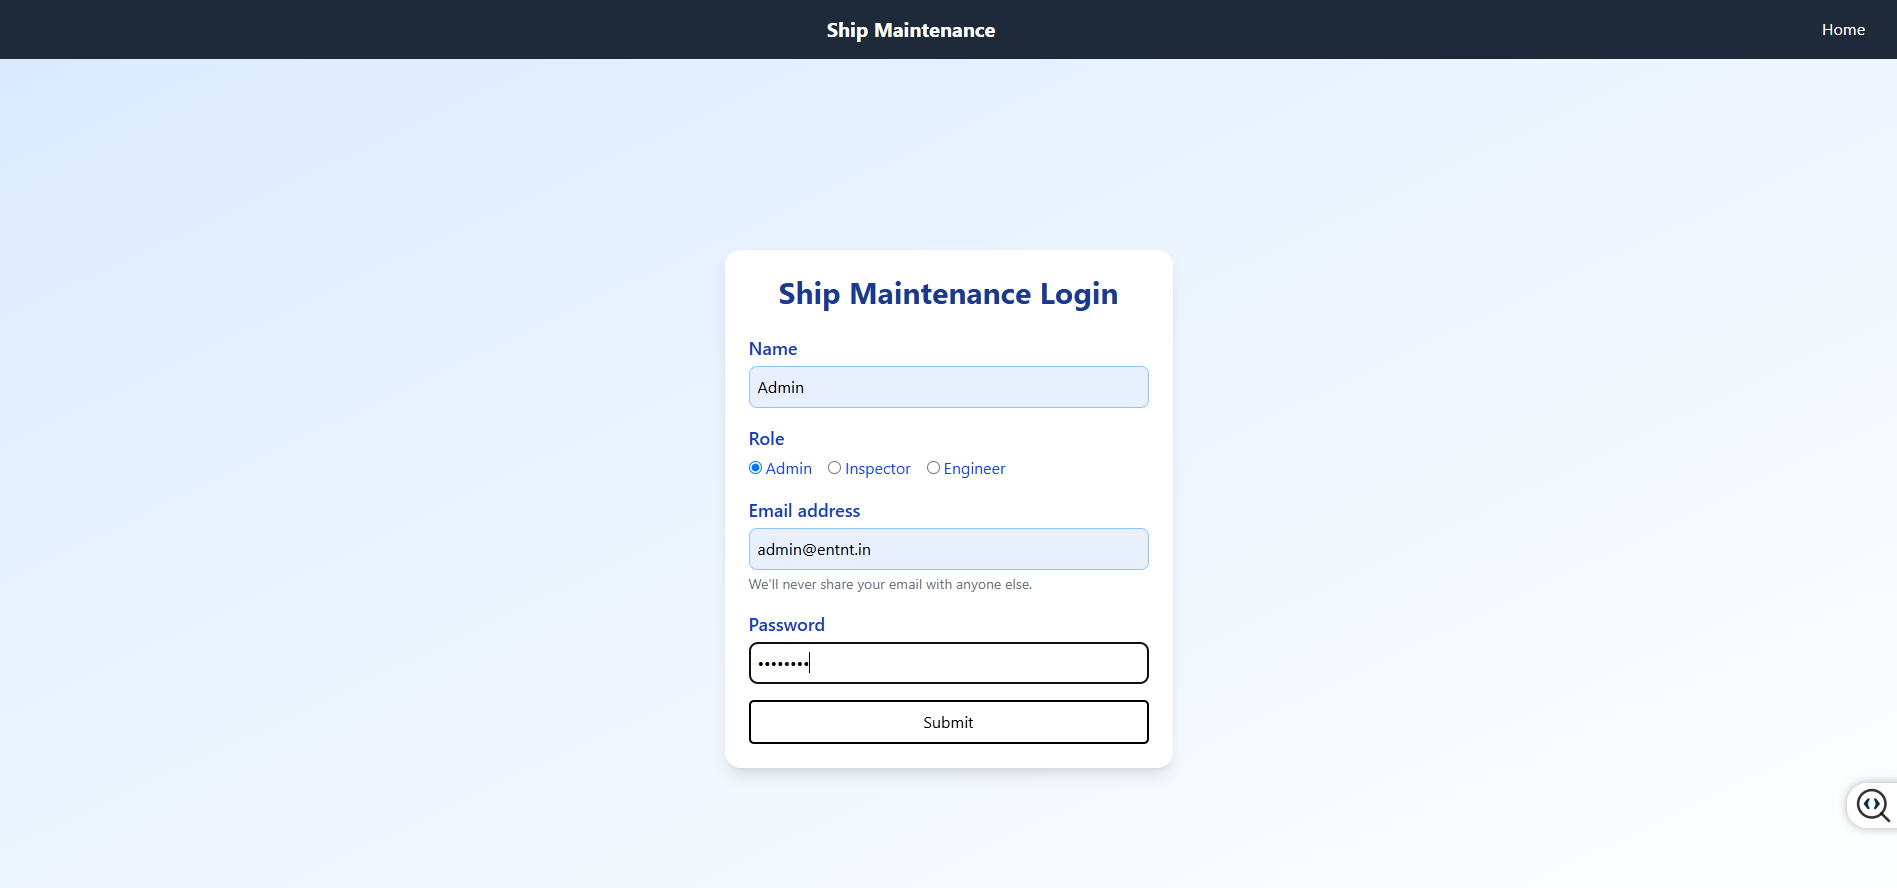 Ship Maintenance
Home
Ship Maintenance Login
Name
Admin
Role
Admin Inspector Engineer
Email address
admin@entnt.in
We'll never share your email with anyone else.
Password
••••••••
Submit